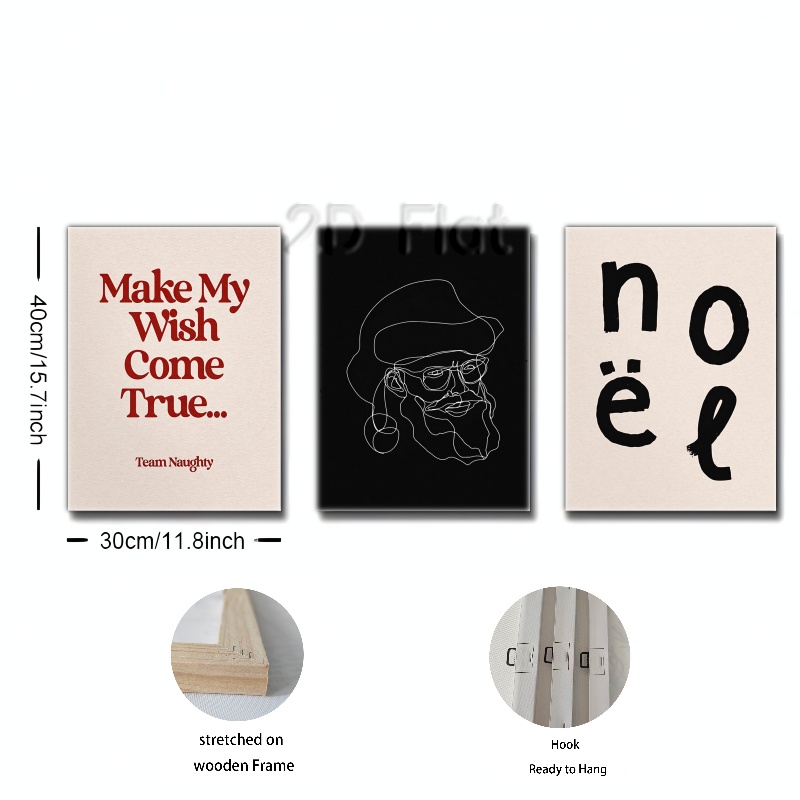 2D Flat
Make My
Wish
Come
True...
Team Naughty
n o
ë l
40cm/15.7inch
30cm/11.8inch
stretched on
wooden Frame
Hook
Ready to Hang